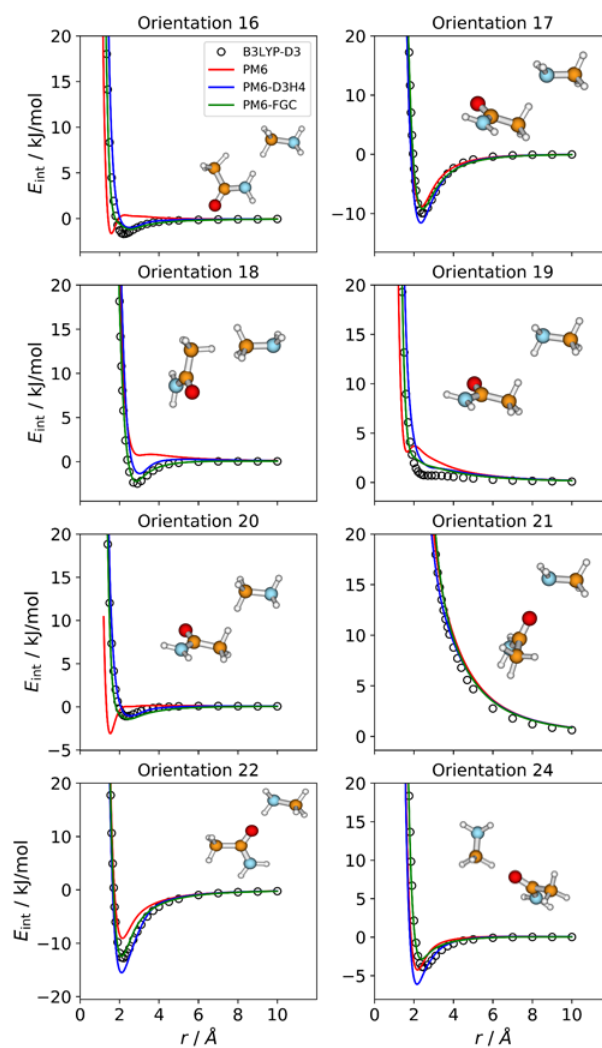 Orientation 16
Orientation 17
E_int / kJ/mol
20
15
10
5
0
B3LYP-D3
PM6
PM6-D3H4
PM6-FGC
20
10
0
−10
Orientation 18
Orientation 19
E_int / kJ/mol
20
15
10
5
0
20
15
10
5
0
Orientation 20
Orientation 21
E_int / kJ/mol
20
15
10
5
0
−5
20
15
10
5
0
Orientation 22
Orientation 24
E_int / kJ/mol
20
10
0
−10
−20
20
15
10
5
0
−5
0 2 4 6 8 10
0 2 4 6 8 10
r / Å
r / Å